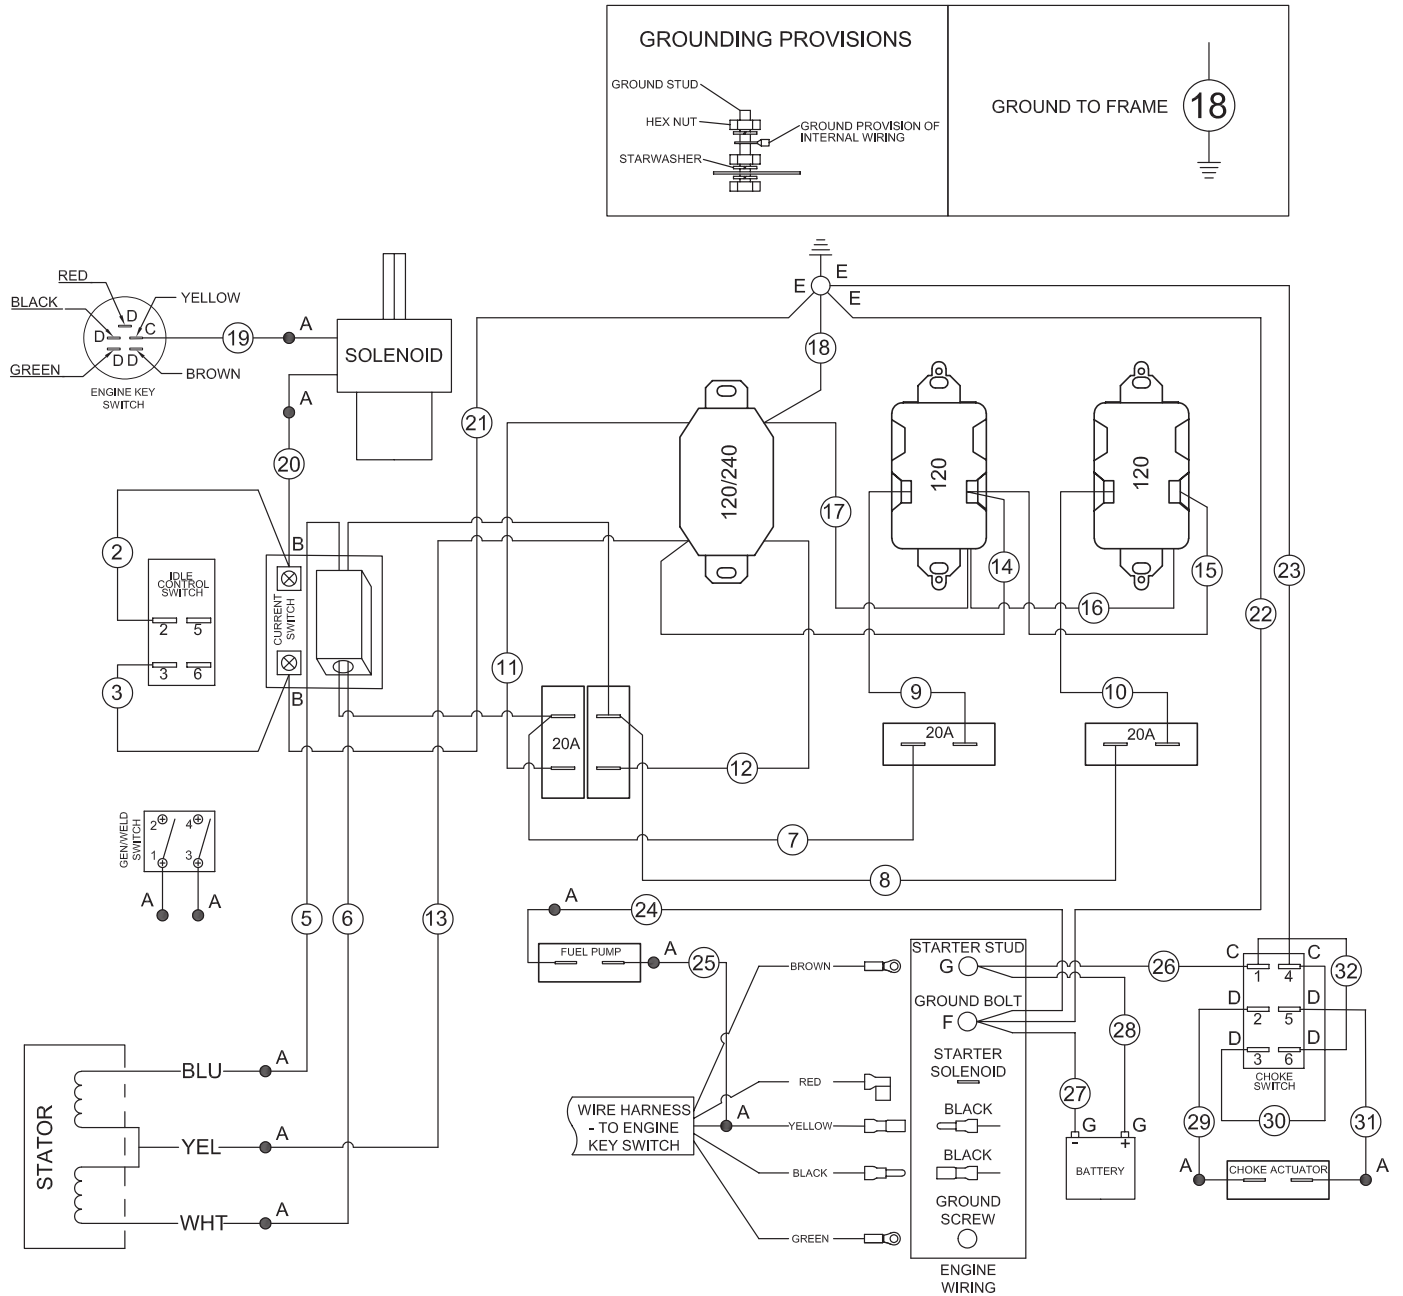 GROUNDING PROVISIONS
GROUND STUD
HEX NUT
GROUND PROVISION OF
INTERNAL WIRING
STARWASHER
GROUND TO FRAME
18
RED
BLACK
YELLOW
D
D
C
D
D
GREEN
BROWN
ENGINE KEY
SWITCH
19
A
SOLENOID
A
20
E
E
E
18
21
120/240
120
120
17
14
15
16
23
22
2
3
IDLE
CONTROL
SWITCH
2
5
3
6
B
CURRENT
SWITCH
B
11
20A
12
9
20A
10
20A
7
8
GEN/WELD
SWITCH
2
4
1
3
A
A
5
6
13
A
24
FUEL PUMP
A
25
STATOR
BLU
A
YEL
A
WHT
A
WIRE HARNESS
- TO ENGINE
KEY SWITCH
A
BROWN
RED
YELLOW
BLACK
GREEN
STARTER STUD
G
GROUND BOLT
F
STARTER
SOLENOID
BLACK
BLACK
GROUND
SCREW
ENGINE
WIRING
26
28
27
G
G
-
+
BATTERY
C
C
1
4
32
D
D
2
5
D
D
3
6
CHOKE
SWITCH
29
30
31
A
CHOKE ACTUATOR
A